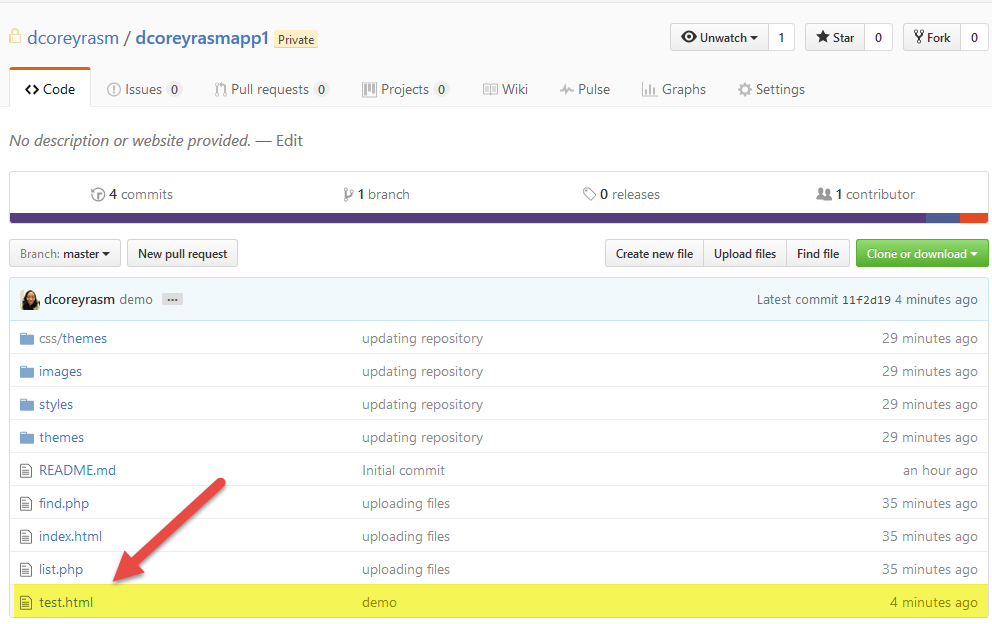 dcoreyrasm / dcoreyrasmapp1 Private Unwatch 1 Star 0 Fork 0
Code Issues 0 Pull requests 0 Projects 0 Wiki Pulse Graphs Settings
No description or website provided. — Edit
4 commits 1 branch 0 releases 1 contributor
Branch: master New pull request Create new file Upload files Find file Clone or download
dcoreyrasm demo ... Latest commit 11f2d19 4 minutes ago
css/themes updating repository 29 minutes ago
images updating repository 29 minutes ago
styles updating repository 29 minutes ago
themes updating repository 29 minutes ago
README.md Initial commit an hour ago
find.php uploading files 35 minutes ago
index.html uploading files 35 minutes ago
list.php uploading files 35 minutes ago
test.html demo 4 minutes ago